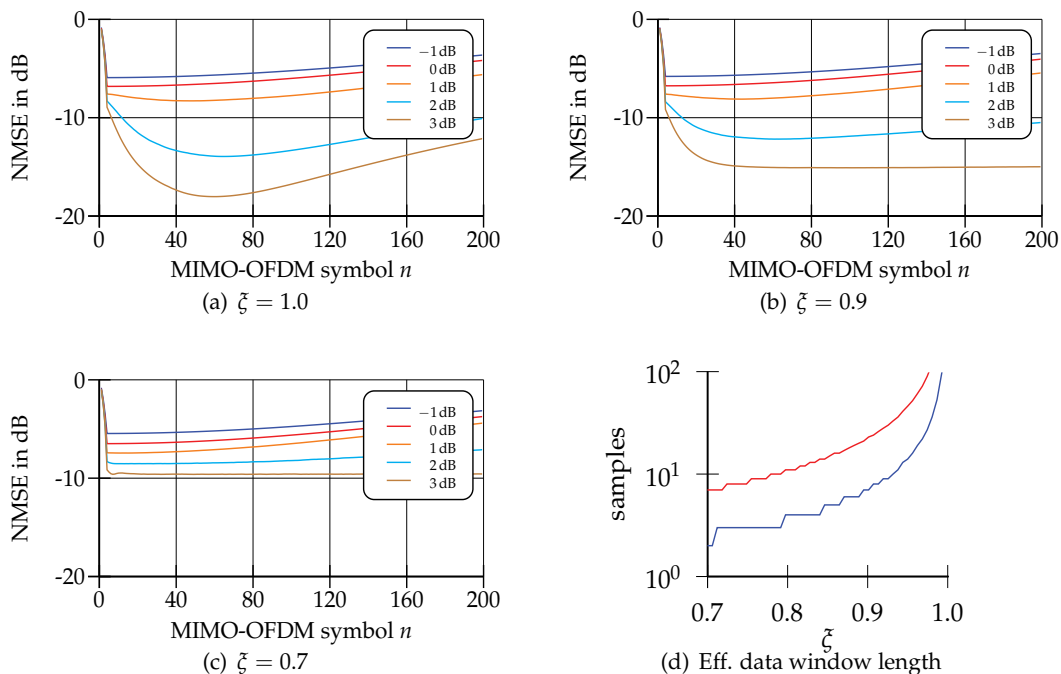 0
-10
-20
NMSE in dB
−1 dB
0 dB
1 dB
2 dB
3 dB
0 40 80 120 160 200
MIMO-OFDM symbol n
(a) ξ = 1.0
0
-10
-20
NMSE in dB
−1 dB
0 dB
1 dB
2 dB
3 dB
0 40 80 120 160 200
MIMO-OFDM symbol n
(b) ξ = 0.9
0
-10
-20
NMSE in dB
−1 dB
0 dB
1 dB
2 dB
3 dB
0 40 80 120 160 200
MIMO-OFDM symbol n
(c) ξ = 0.7
10²
10¹
10⁰
samples
0.7 0.8 0.9 1.0
ξ
(d) Eff. data window length